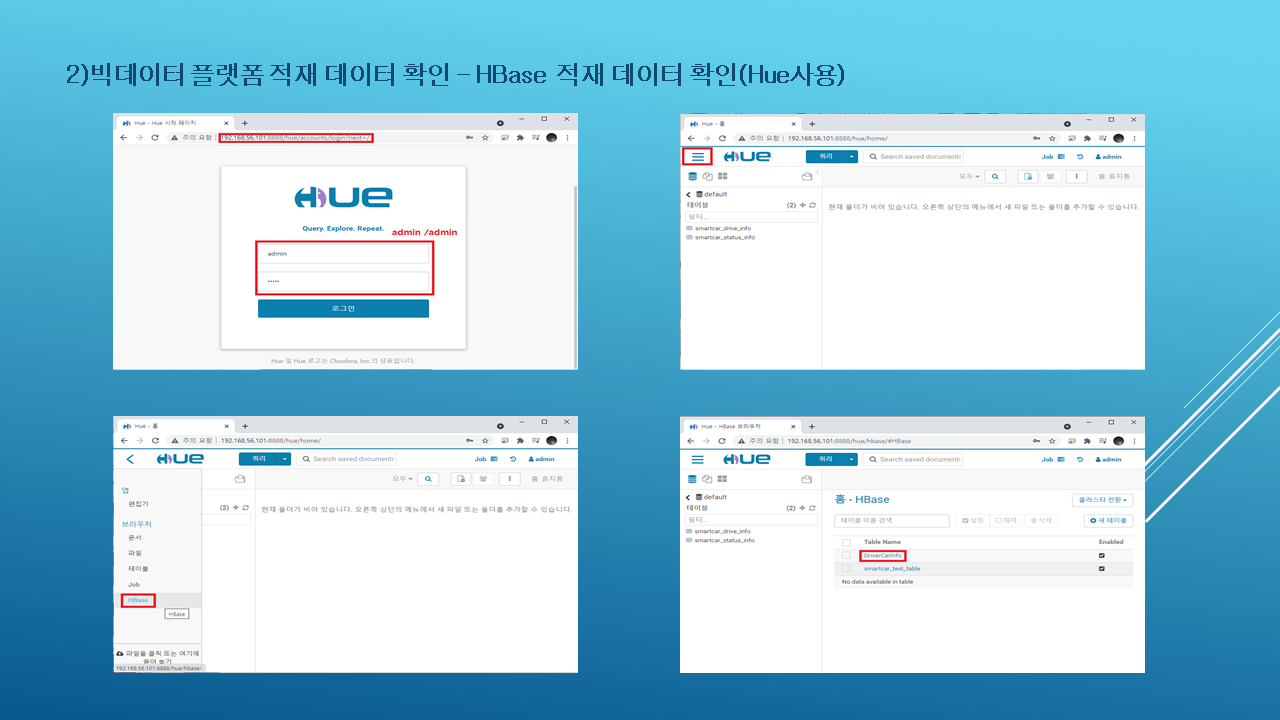 2)빅데이터 플랫폼 적재 데이터 확인 – HBase 적재 데이터 확인(Hue사용)
Hue - Hue 시작 페이지
주의 요함 | 192.168.56.101:8888/hue/accounts/login?next=/
HUE
Query. Explore. Repeat.
admin /admin
admin
•••••
로그인
Hue 및 Hue 로고는 Cloudera, Inc.의 상표입니다.
Hue - 홈
주의 요함 | 192.168.56.101:8888/hue/home/
HUE
쿼리
Search saved documents
Job
admin
모두
휴지통
default
테이블
(2)
필터...
smartcar_drive_info
smartcar_status_info
현재 폴더가 비어 있습니다. 오른쪽 상단의 메뉴에서 새 파일 또는 폴더를 추가할 수 있습니다.
Hue - 홈
주의 요함 | 192.168.56.101:8888/hue/home/
HUE
쿼리
Search saved documents
Job
admin
모두
휴지통
앱
편집기
(2)
브라우저
문서
파일
테이블
Job
HBase
HBase
현재 폴더가 비어 있습니다. 오른쪽 상단의 메뉴에서 새 파일 또는 폴더를 추가할 수 있습니다.
파일을 클릭 또는 여기에
끌어 놓기
192.168.56.101:8888/hue/hbase/
Hue - HBase 브라우저
주의 요함 | 192.168.56.101:8888/hue/hbase/#HBase
HUE
쿼리
Search saved documents
Job
admin
default
테이블
(2)
필터...
smartcar_drive_info
smartcar_status_info
홈 - HBase
클러스터 전환
테이블 이름 검색
설정
해제
삭제
새 테이블
Table Name
Enabled
DriverCarInfo
smartcar_test_table
No data available in table